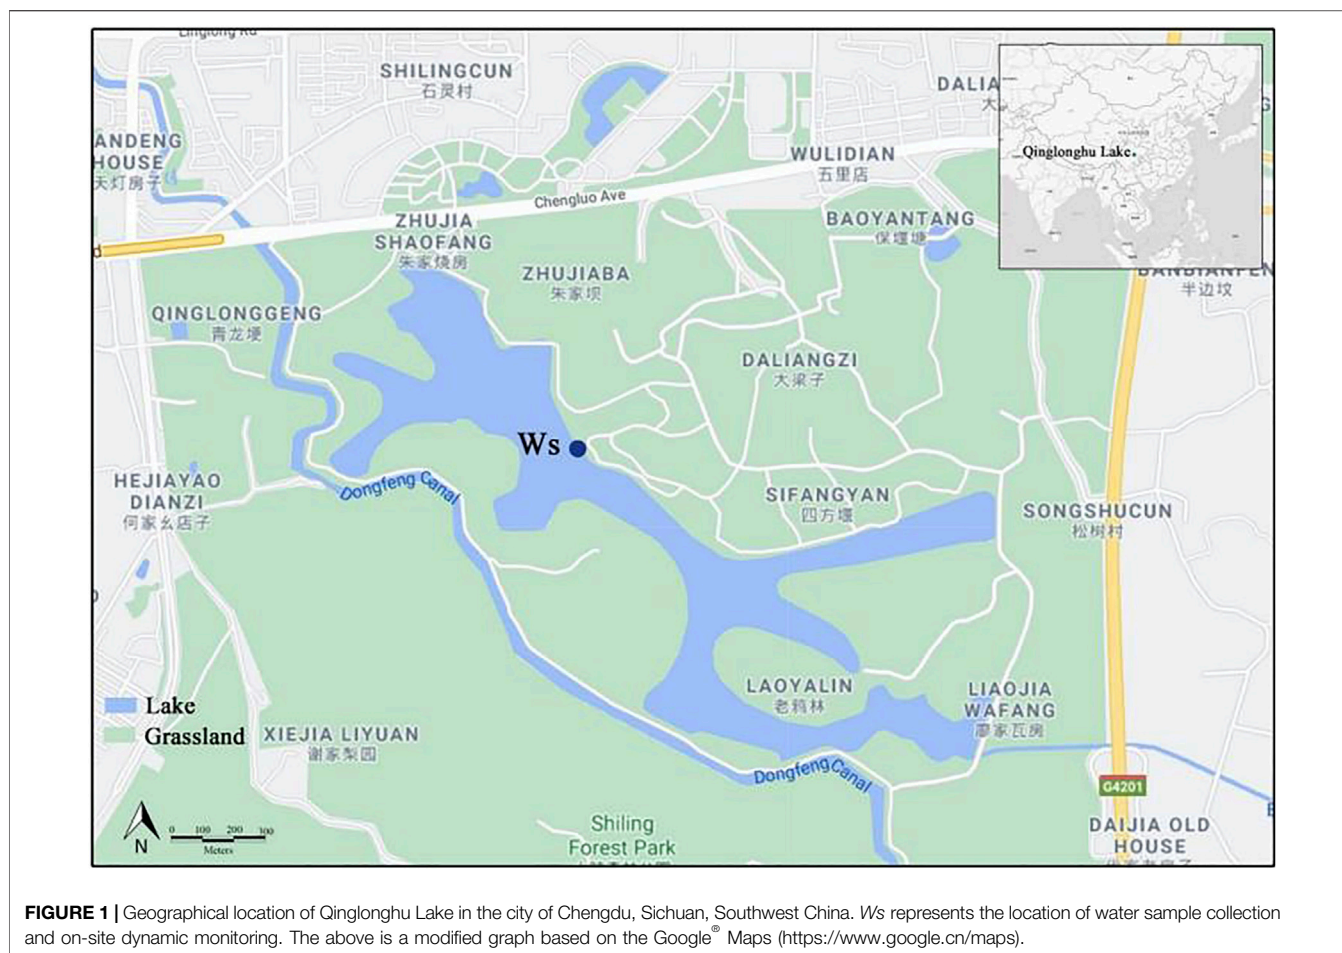 Linglong Rd
SHILINGCUN
石灵村
DALIA
ANDENG
HOUSE
天灯房子
WULIDIAN
五里店
Qinglonghu Lake
Chengluo Ave
ZHUJIA
SHAOFANG
朱家烧房
BAOYANTANG
保堰塘
ZHUJIABA
朱家坝
BANBIANFEN
半边坟
QINGLONGGENG
青龙埂
DALIANGZI
大梁子
Ws
HEJIAYAO
DIANZI
何家幺店子
Dongfeng Canal
SIFANGYAN
四方堰
SONGSHUCUN
松树村
LAOYALIN
老鸦林
LIAOJIA
WAFANG
廖家瓦房
Lake
Grassland
XIEJIA LIYUAN
谢家梨园
Dongfeng Canal
G4201
N
0 100 200 300
Meters
Shiling
Forest Park
DAIJIA OLD
HOUSE
FIGURE 1 | Geographical location of Qinglonghu Lake in the city of Chengdu, Sichuan, Southwest China. Ws represents the location of water sample collection
and on-site dynamic monitoring. The above is a modified graph based on the Google® Maps (https://www.google.cn/maps).